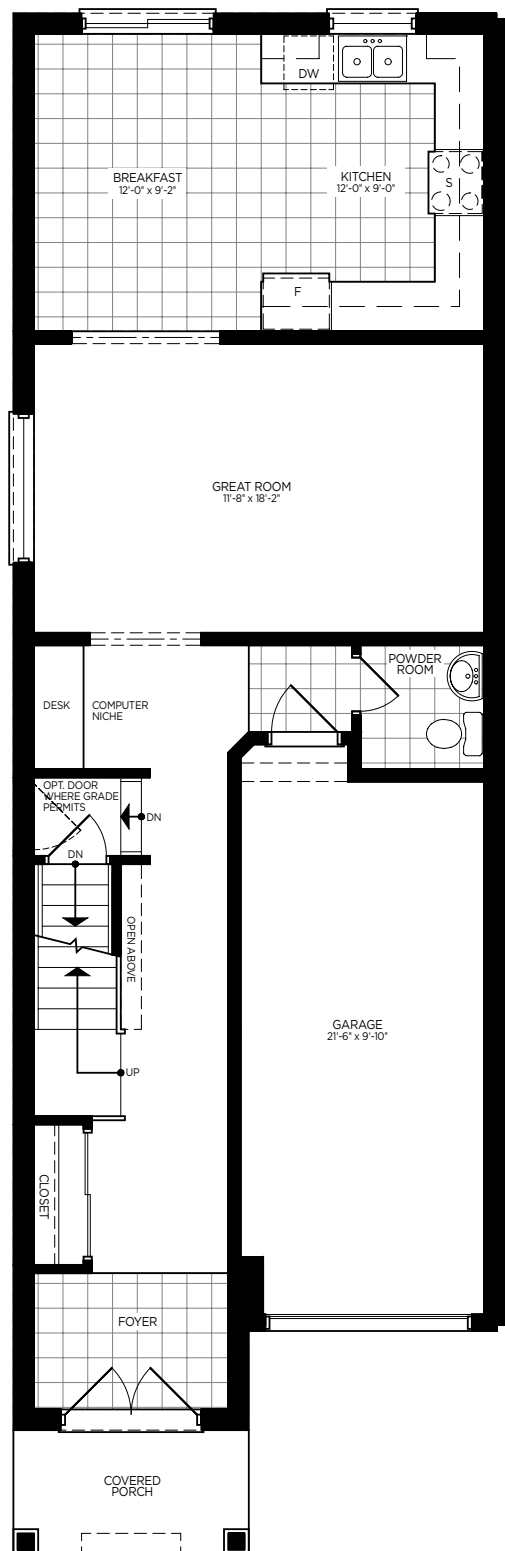 DW
BREAKFAST
12'-0" x 9'-2"
KITCHEN
12'-0" x 9'-0"
S
F
GREAT ROOM
11'-8" x 18'-2"
POWDER
ROOM
DESK
COMPUTER
NICHE
OPT. DOOR
WHERE GRADE
PERMITS
DN
DN
OPEN ABOVE
GARAGE
21'-6" x 9'-10"
UP
CLOSET
FOYER
COVERED
PORCH